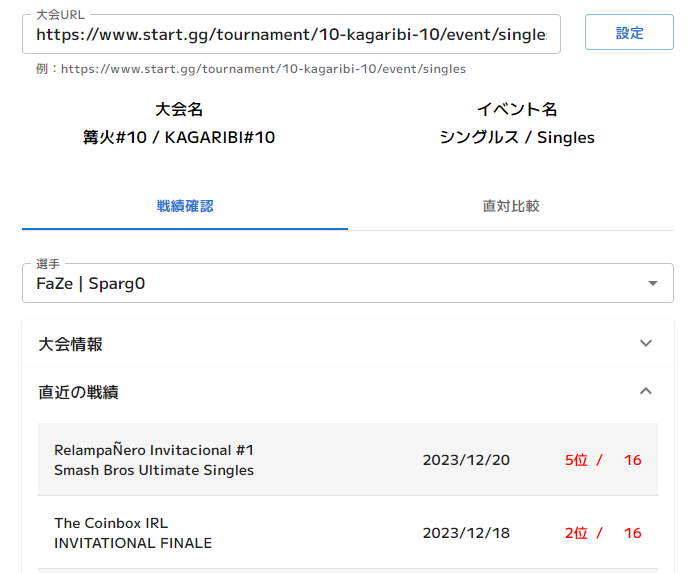 大会URL
https://www.start.gg/tournament/10-kagaribi-10/event/single
設定
例：https://www.start.gg/tournament/10-kagaribi-10/event/singles
大会名
イベント名
篝火#10 / KAGARIBI#10
シングルス / Singles
戦績確認
直対比較
選手
FaZe | Sparg0
大会情報
直近の戦績
RelampaÑero Invitacional #1
Smash Bros Ultimate Singles
2023/12/20
5位 / 16
The Coinbox IRL
INVITATIONAL FINALE
2023/12/18
2位 / 16